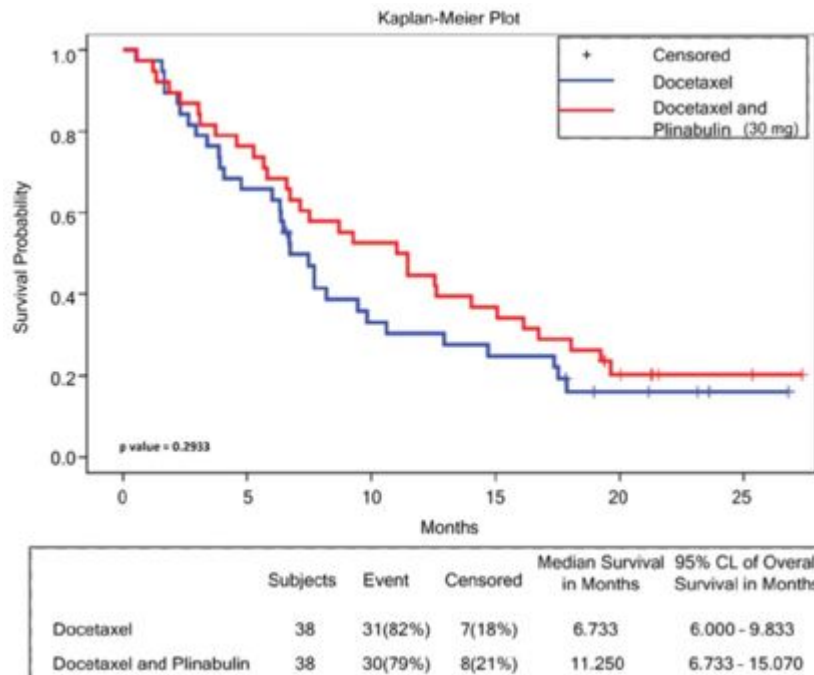 Kaplan-Meier Plot
Censored
Docetaxel
Docetaxel and
Plinabulin (30 mg)
Survival Probability
1.0
0.8
0.6
0.4
0.2
0.0
p value = 0.2933
0 5 10 15 20 25
Months
Subjects Event Censored Median Survival in Months 95% CL of Overal Survival in Months
Docetaxel 38 31(82%) 7(18%) 6.733 6.000 - 9.833
Docetaxel and Plinabulin 38 30(79%) 8(21%) 11.250 6.733 - 15.070